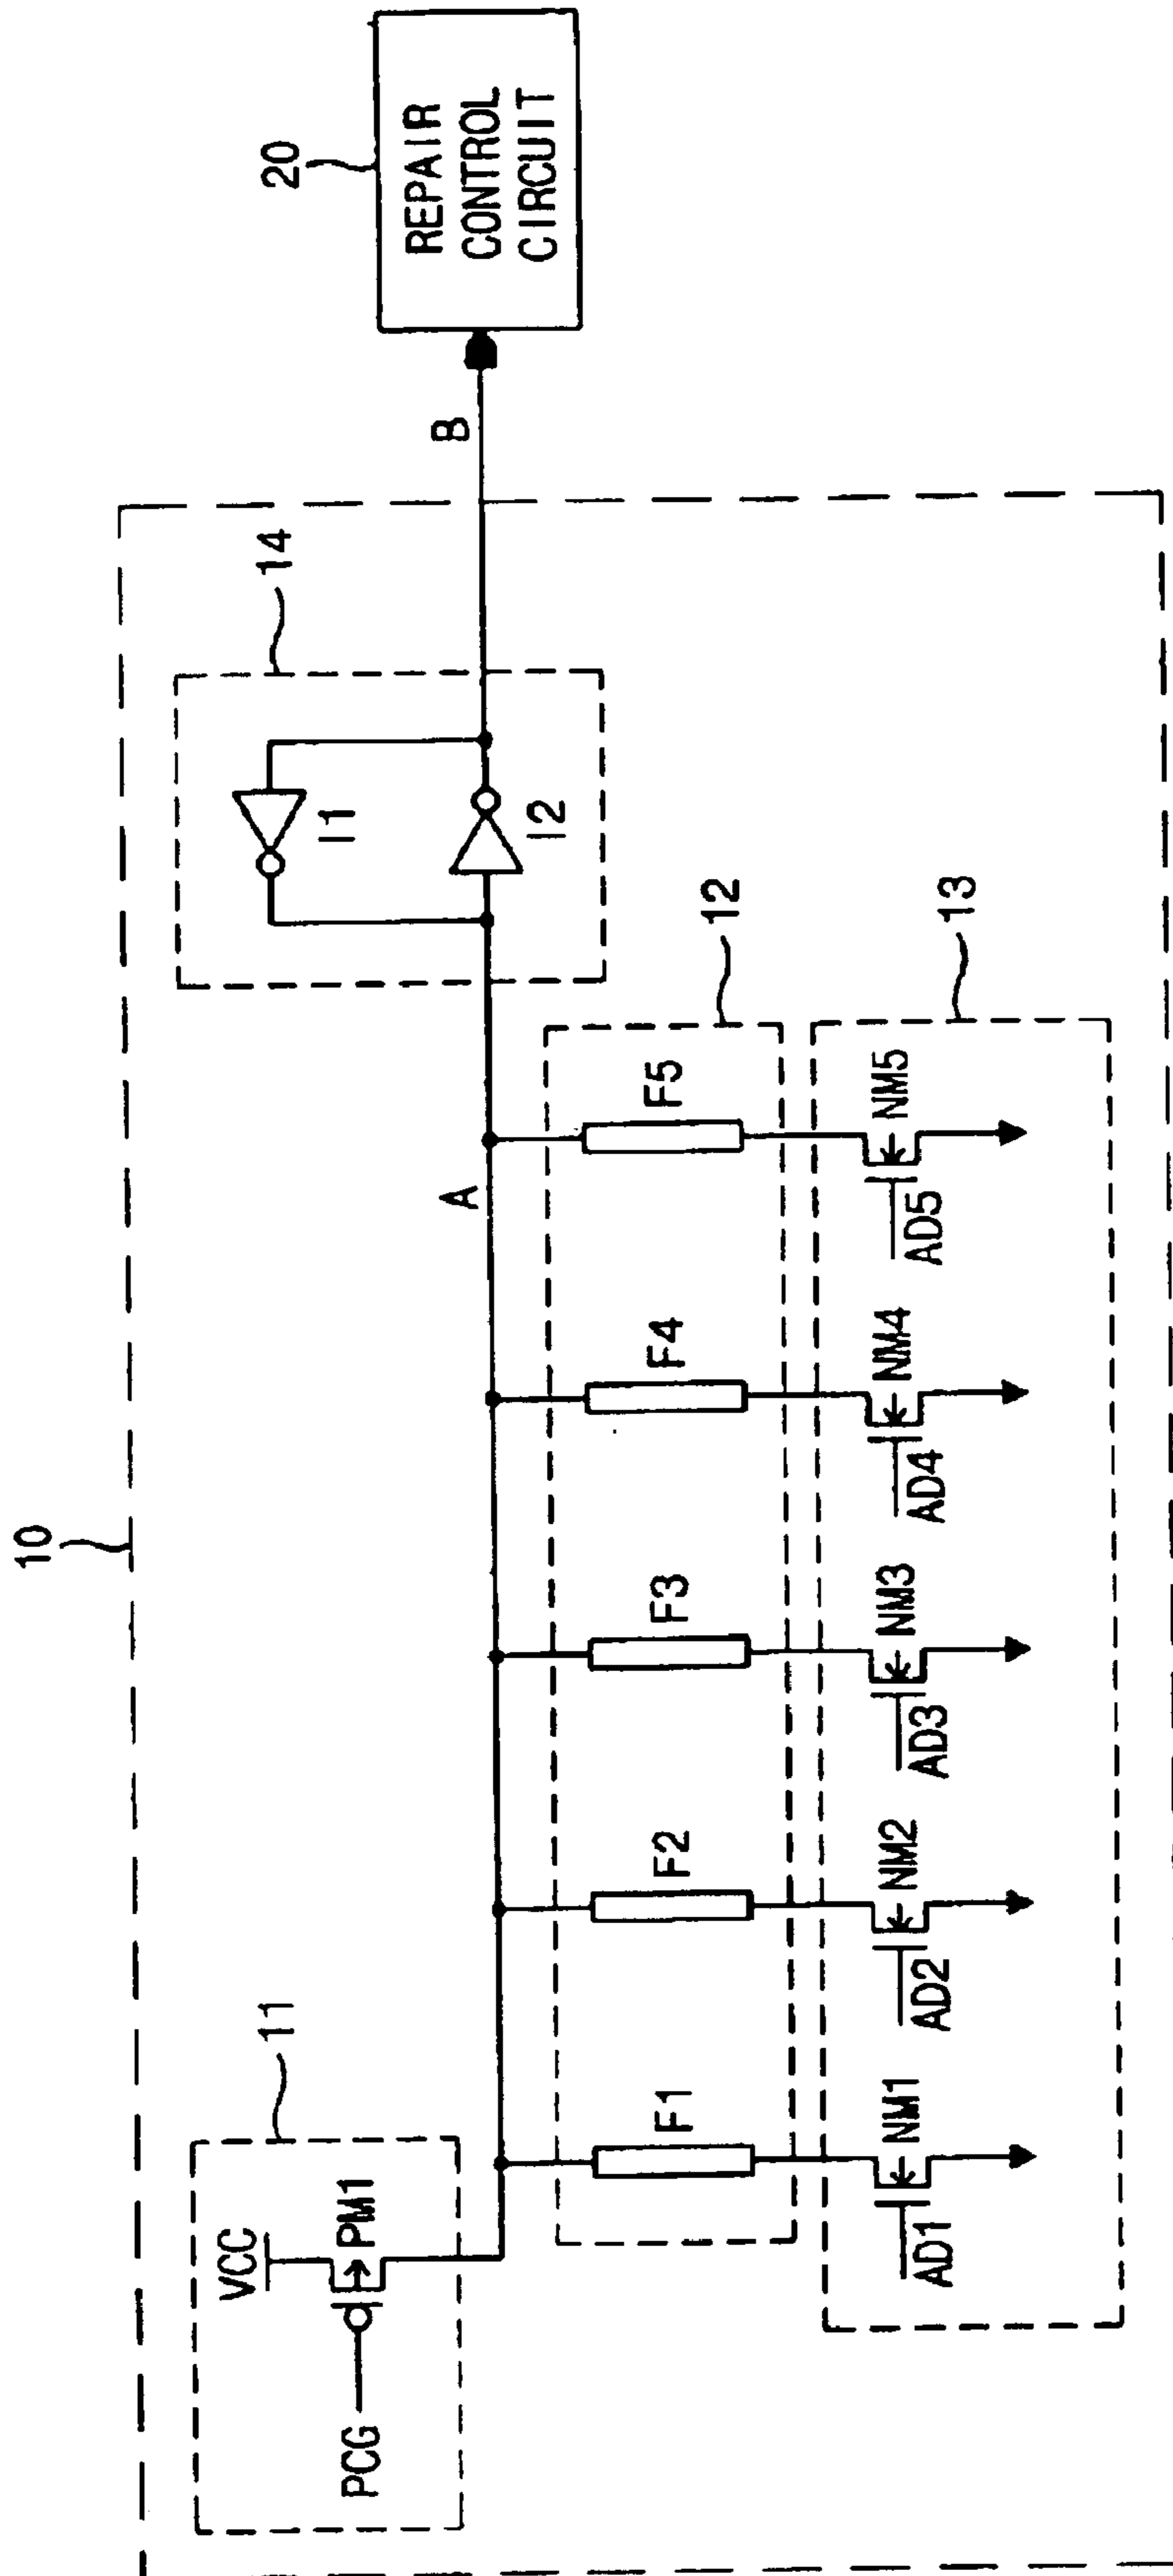 10
11
VCC
PM1
PCG
A
14
I1
I2
B
20
REPAIR
CONTROL
CIRCUIT
12
F1
F2
F3
F4
F5
13
AD1
NM1
AD2
NM2
AD3
NM3
AD4
NM4
AD5
NM5